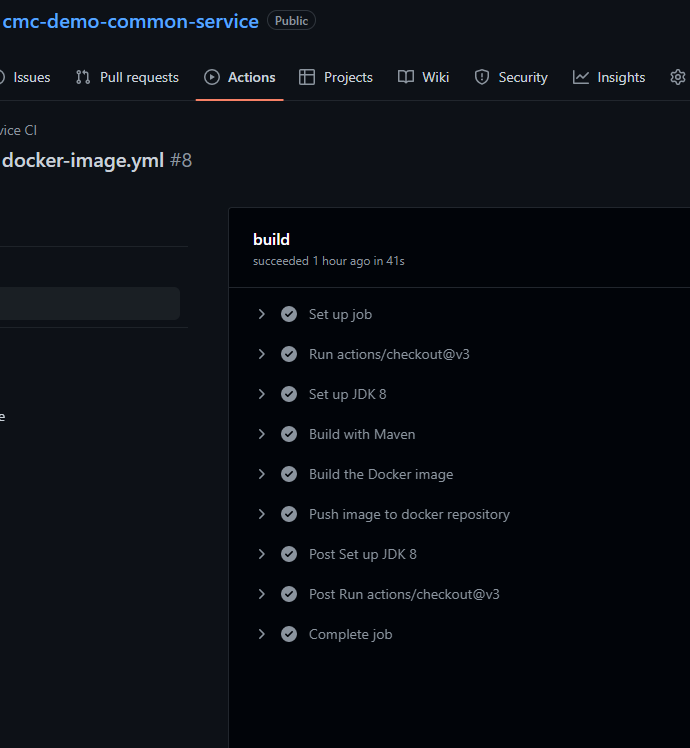 cmc-demo-common-service Public
Issues Pull requests Actions Projects Wiki Security Insights
vice CI
docker-image.yml #8
build
succeeded 1 hour ago in 41s
Set up job
Run actions/checkout@v3
Set up JDK 8
e
Build with Maven
Build the Docker image
Push image to docker repository
Post Set up JDK 8
Post Run actions/checkout@v3
Complete job